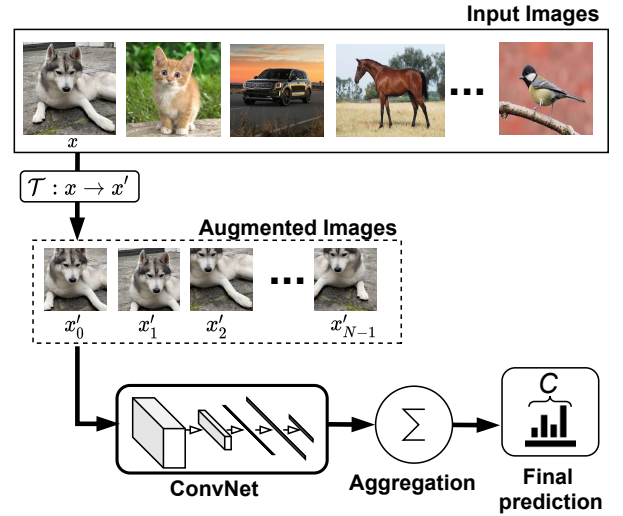 Input Images
...
x
𝒯 : x → x′
Augmented Images
...
x′₀ x′₁ x′₂ x′_{N−1}
C
∑
ConvNet
Aggregation
Final
prediction